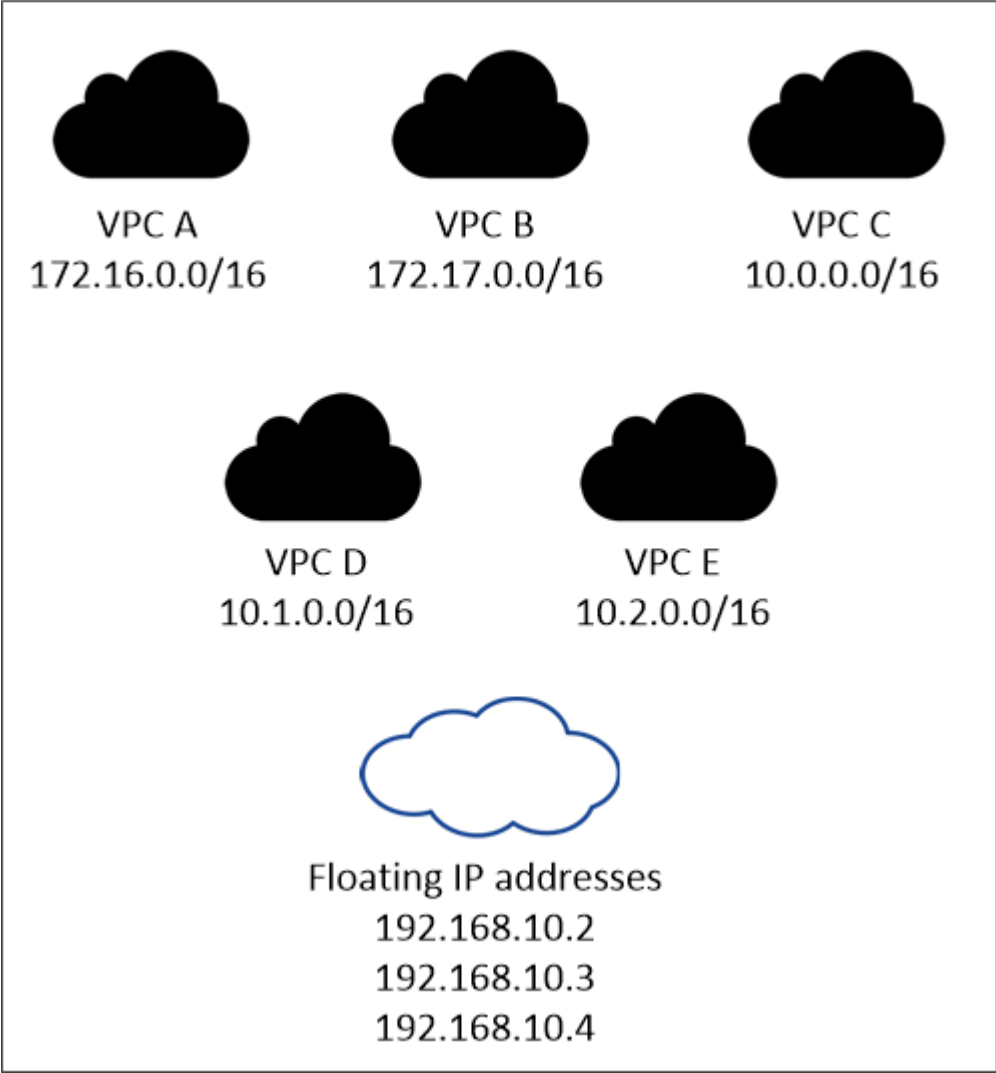 VPC A
172.16.0.0/16
VPC B
172.17.0.0/16
VPC C
10.0.0.0/16
VPC D
10.1.0.0/16
VPC E
10.2.0.0/16
Floating IP addresses
192.168.10.2
192.168.10.3
192.168.10.4